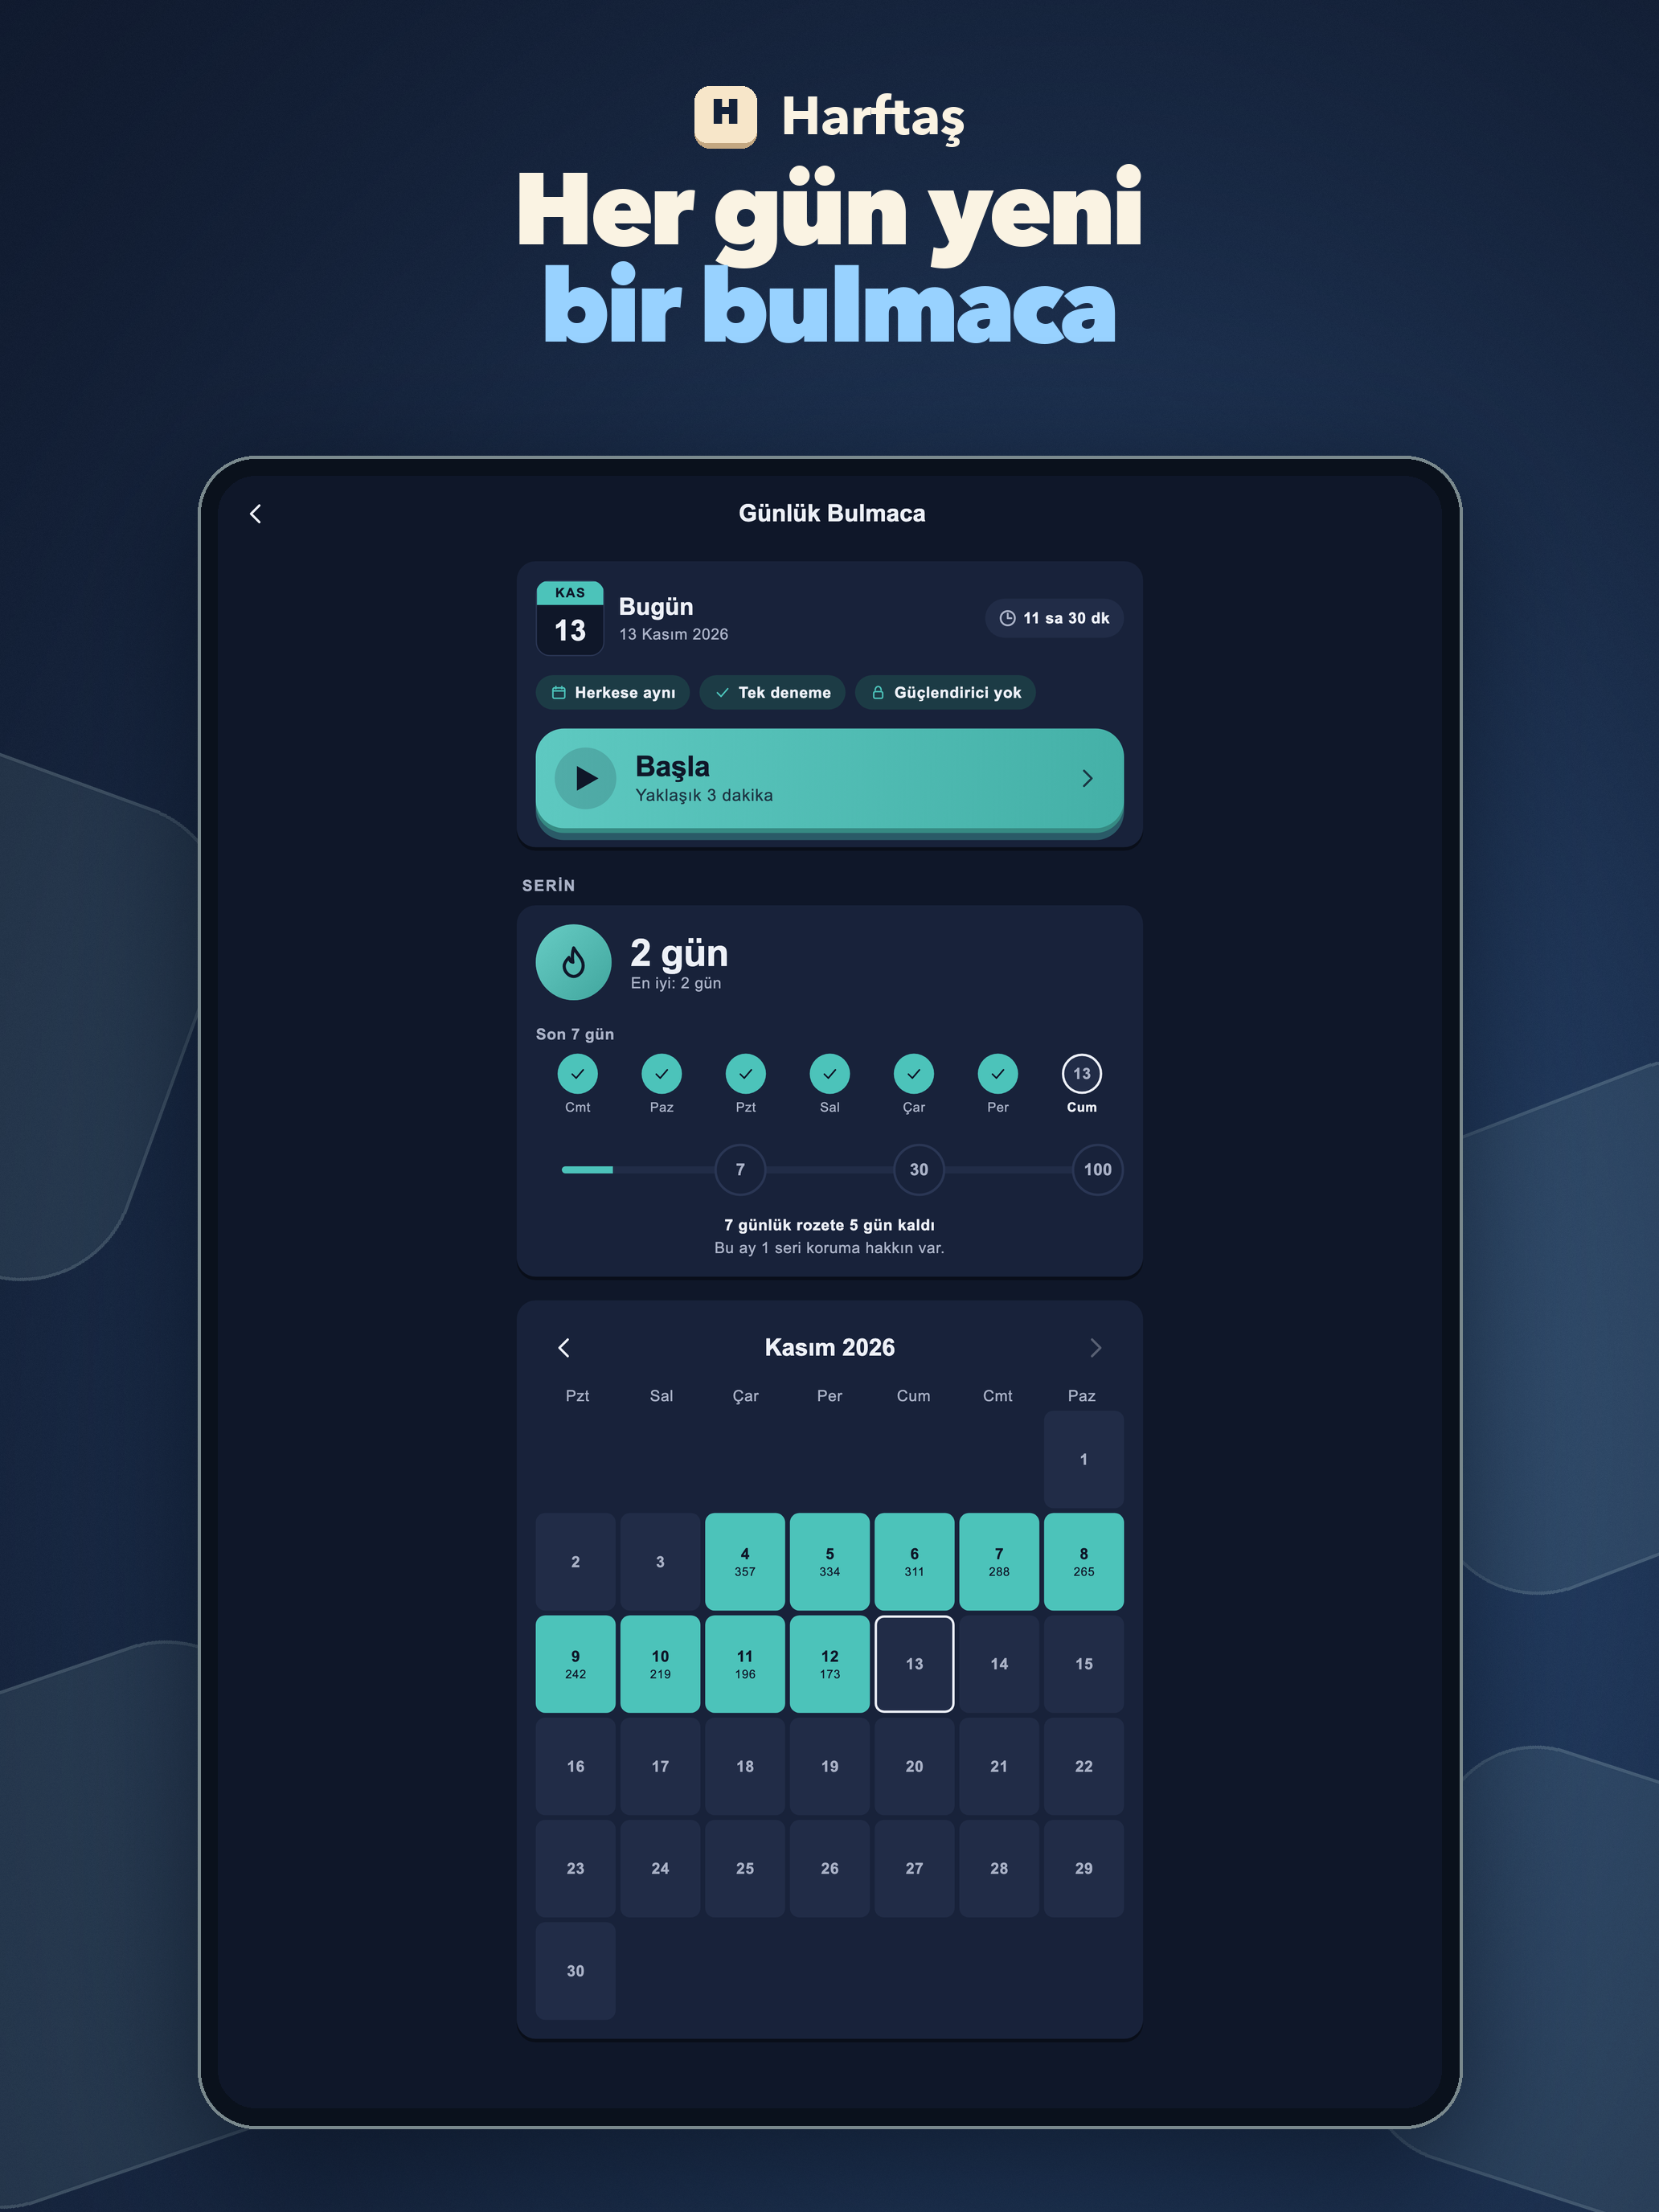 H Harftaş
Her gün yeni
bir bulmaca
Günlük Bulmaca
KAS
13
Bugün
13 Kasım 2026
11 sa 30 dk
Herkese aynı
Tek deneme
Güçlendirici yok
Başla
Yaklaşık 3 dakika
SERİN
2 gün
En iyi: 2 gün
Son 7 gün
13
Cmt Paz Pzt Sal Çar Per Cum
7 30 100
7 günlük rozete 5 gün kaldı
Bu ay 1 seri koruma hakkın var.
Kasım 2026
Pzt Sal Çar Per Cum Cmt Paz
1
2 3 4 5 6 7 8
357 334 311 288 265
9 10 11 12 13 14 15
242 219 196 173
16 17 18 19 20 21 22
23 24 25 26 27 28 29
30